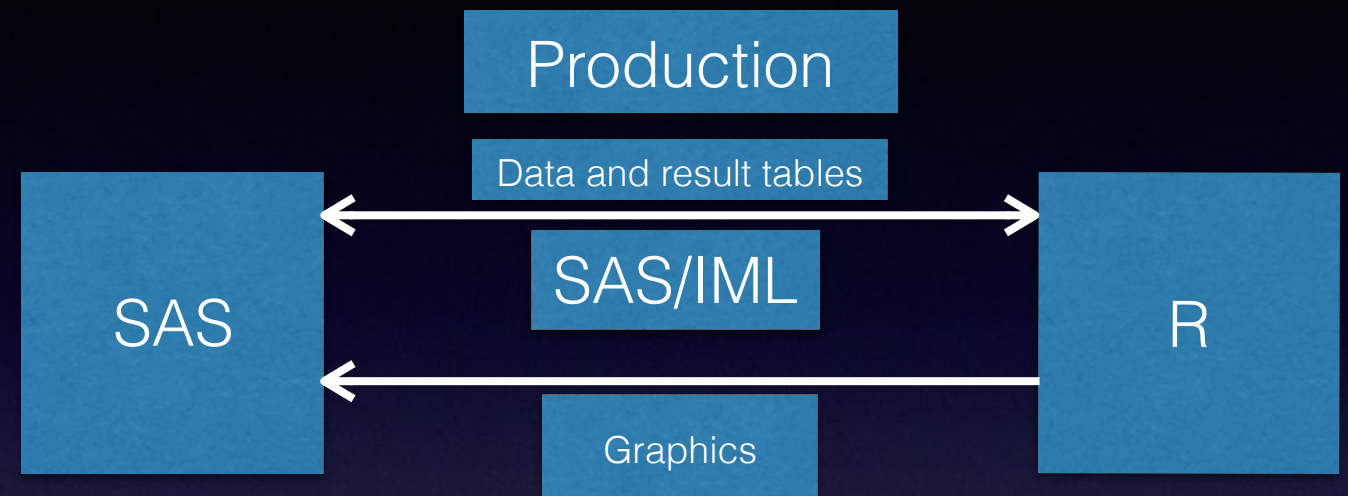 Production
Data and result tables
SAS/IML
SAS
R
Graphics